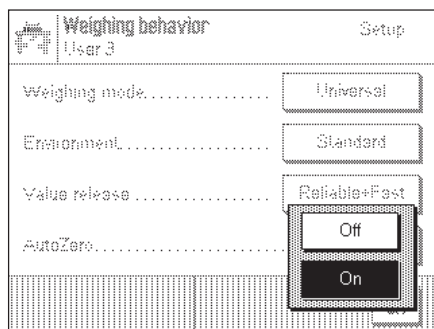 Weighing behavior
Setup
User 3
Weighing mode................ Universal
Environment.................. Standard
Value release................ Reliable+Fast
AutoZero.....................
Off
On